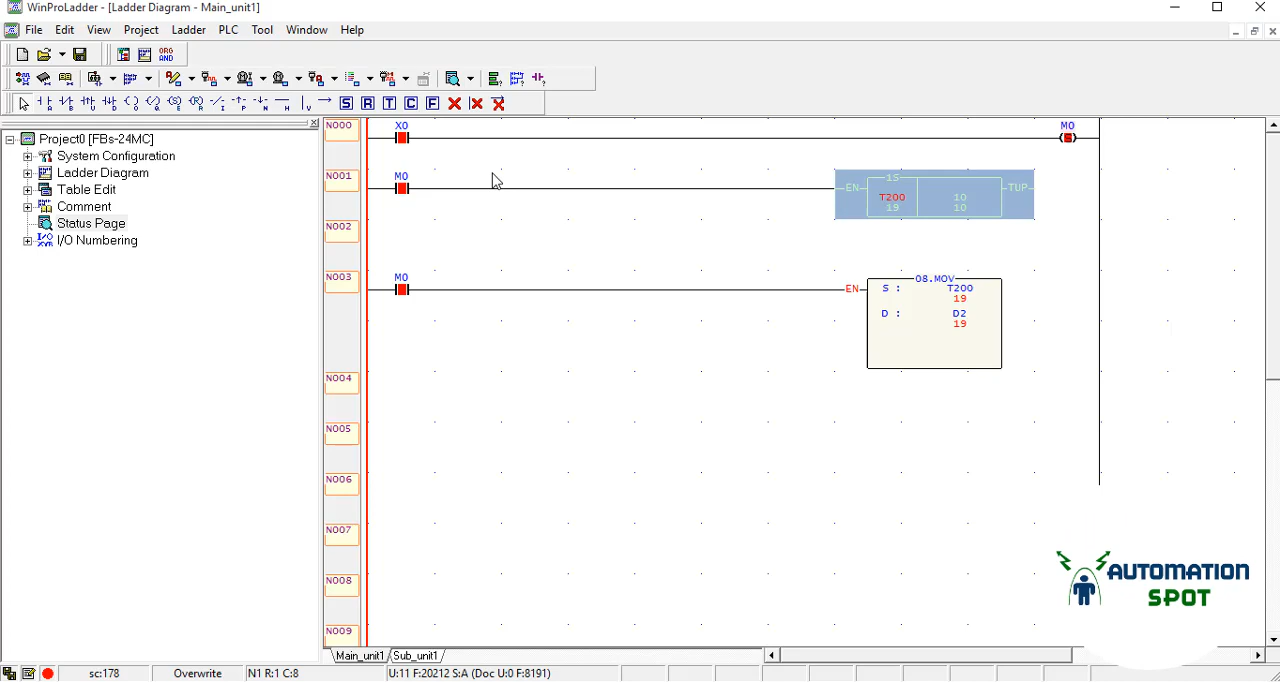 WinProLadder - [Ladder Diagram - Main_unit1]
File Edit View Project Ladder PLC Tool Window Help
ORG
AND
S R T C F
Project0 [FBs-24MC]
System Configuration
Ladder Diagram
Table Edit
Comment
Status Page
I/O Numbering
N000 X0 M0
S
N001 M0 EN 1S TUP
T200 10
19 10
N002
N003 M0 EN 08.MOV
S : T200
19
D : D2
19
N004
N005
N006
N007
N008
N009
AUTOMATION
SPOT
Main_unit1 Sub_unit1
sc:178 Overwrite N1 R:1 C:8 U:11 F:20212 S:A (Doc U:0 F:8191)